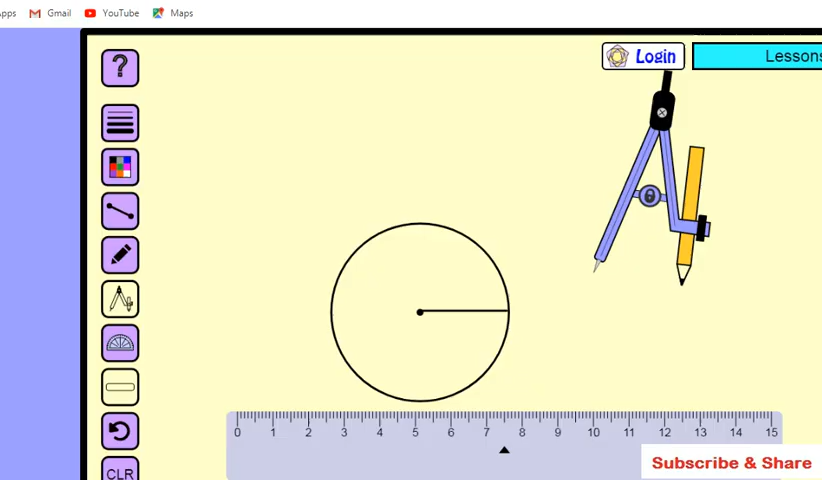 Apps Gmail YouTube Maps
Login Lessons
?
0 1 2 3 4 5 6 7 8 9 10 11 12 13 14 15
CLR
Subscribe & Share